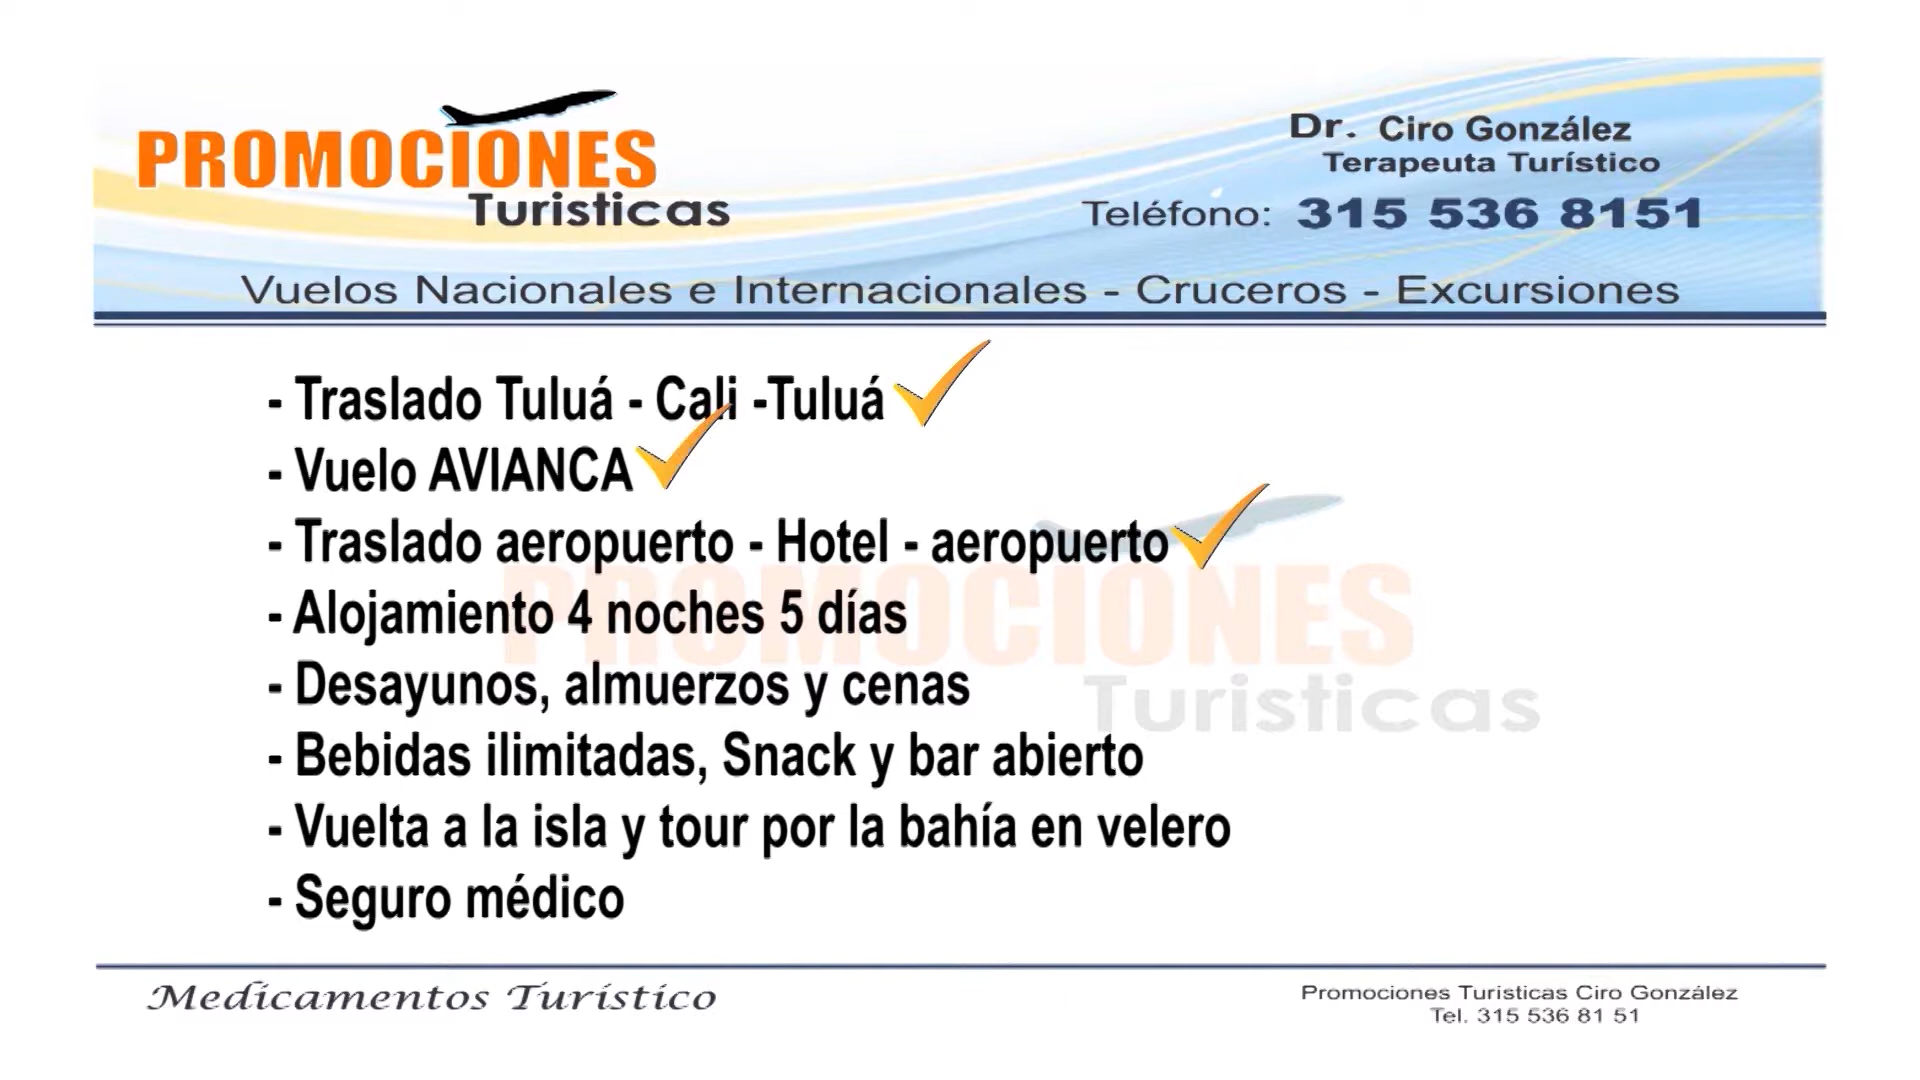 PROMOCIONES
Turisticas
Dr. Ciro González
Terapeuta Turístico
Teléfono: 315 536 8151
Vuelos Nacionales e Internacionales - Cruceros - Excursiones
- Traslado Tuluá - Cali -Tuluá
- Vuelo AVIANCA
- Traslado aeropuerto - Hotel - aeropuerto
- Alojamiento 4 noches 5 días
- Desayunos, almuerzos y cenas
- Bebidas ilimitadas, Snack y bar abierto
- Vuelta a la isla y tour por la bahía en velero
- Seguro médico
PROMOCIONES
Turisticas
Medicamentos Turístico
Promociones Turisticas Ciro González
Tel. 315 536 81 51